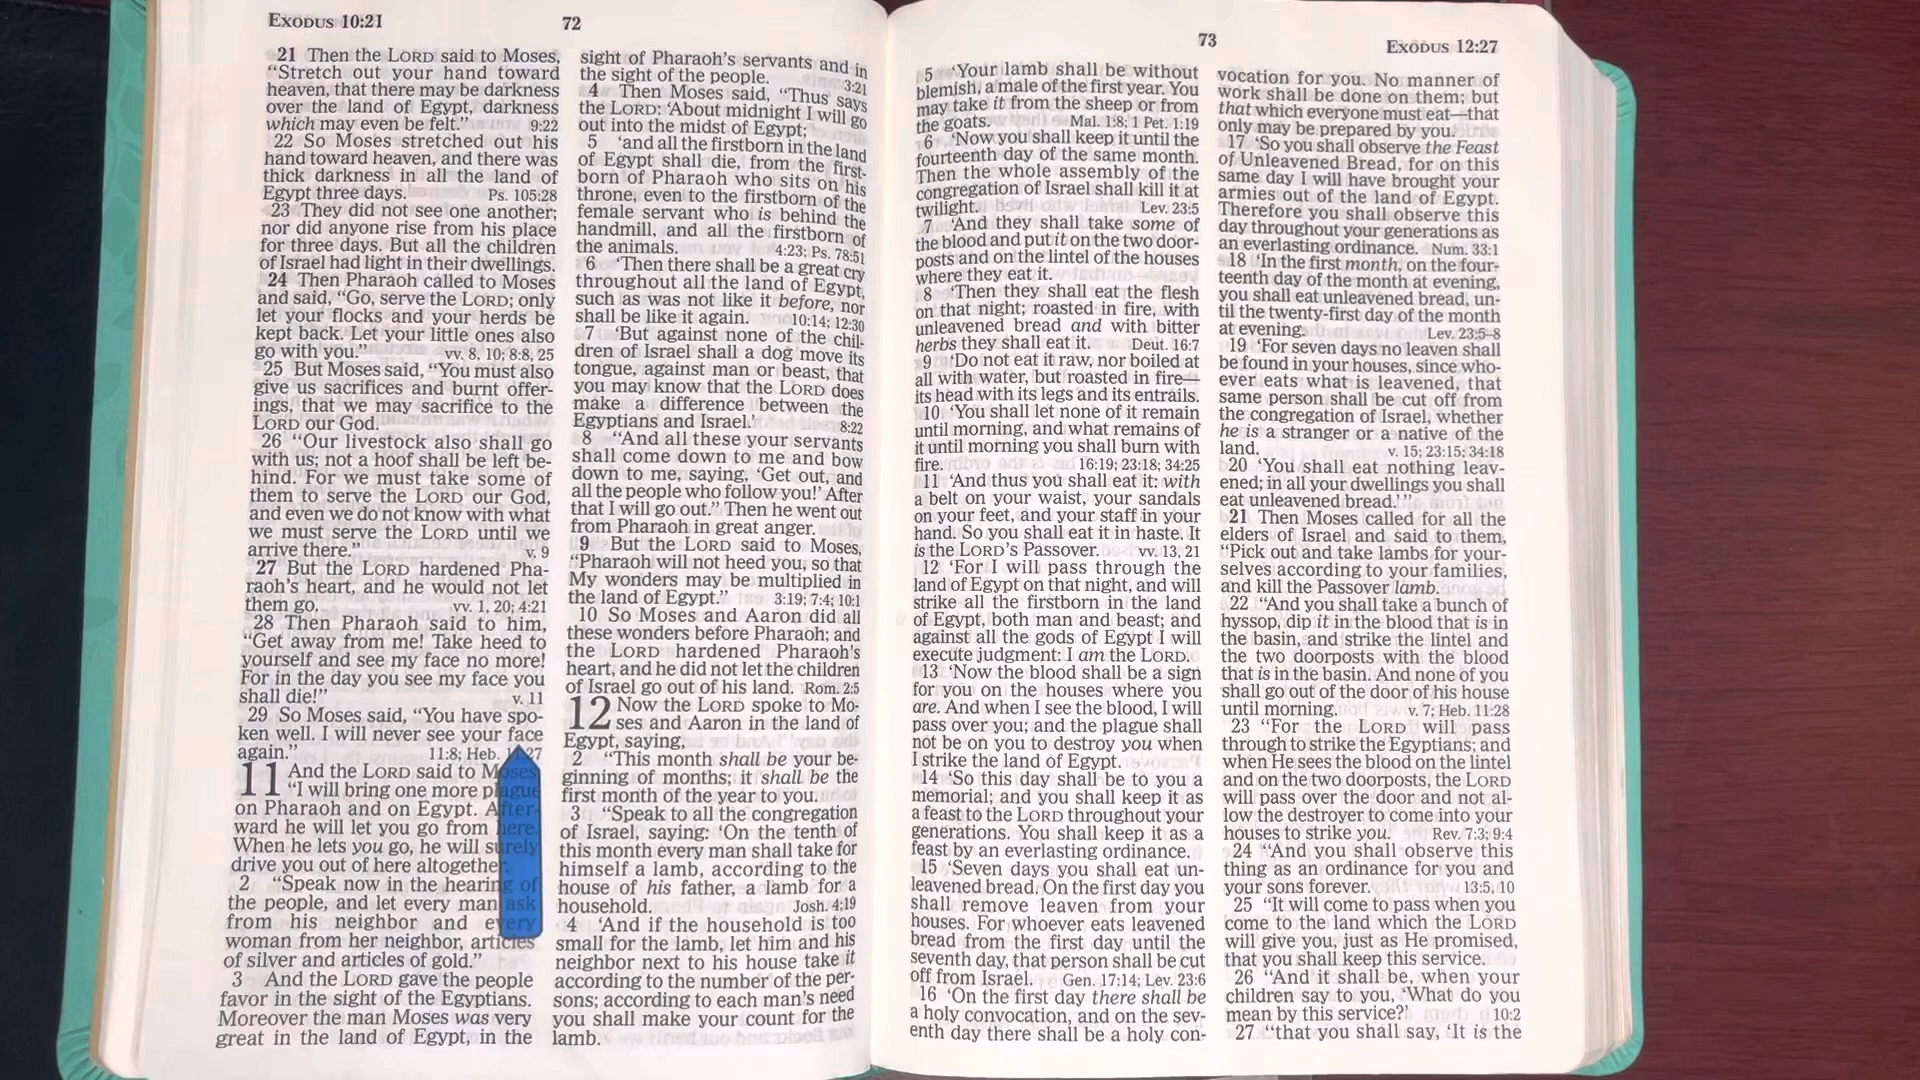 EXODUS 10:21
72
21 Then the LORD said to Moses,
“Stretch out your hand toward
heaven, that there may be darkness
over the land of Egypt, darkness
which may even be felt.” 9:22
22 So Moses stretched out his
hand toward heaven, and there was
thick darkness in all the land of
Egypt three days. Ps. 105:28
23 They did not see one another;
nor did anyone rise from his place
for three days. But all the children
of Israel had light in their dwellings.
24 Then Pharaoh called to Moses
and said, “Go, serve the LORD; only
let your flocks and your herds be
kept back. Let your little ones also
go with you.” vv. 8, 10; 8:8, 25
25 But Moses said, “You must also
give us sacrifices and burnt offer-
ings, that we may sacrifice to the
LORD our God.
26 “Our livestock also shall go
with us; not a hoof shall be left be-
hind. For we must take some of
them to serve the LORD our God,
and even we do not know with what
we must serve the LORD until we
arrive there.” v. 9
27 But the LORD hardened Pha-
raoh’s heart, and he would not let
them go. vv. 1, 20; 4:21
28 Then Pharaoh said to him,
“Get away from me! Take heed to
yourself and see my face no more!
For in the day you see my face you
shall die!” v. 11
29 So Moses said, “You have spo-
ken well. I will never see your face
again.” 11:8; Heb. :27
11 And the LORD said to Moses,
“I will bring one more plague
on Pharaoh and on Egypt. After-
ward he will let you go from here.
When he lets you go, he will surely
drive you out of here altogether.
2 “Speak now in the hearing of
the people, and let every man ask
from his neighbor and every
woman from her neighbor, articles
of silver and articles of gold.”
3 And the LORD gave the people
favor in the sight of the Egyptians.
Moreover the man Moses was very
great in the land of Egypt, in the
sight of Pharaoh’s servants and in
the sight of the people. 3:21
4 Then Moses said, “Thus says
the LORD: ‘About midnight I will go
out into the midst of Egypt;
5 ‘and all the firstborn in the land
of Egypt shall die, from the first-
born of Pharaoh who sits on his
throne, even to the firstborn of the
female servant who is behind the
handmill, and all the firstborn of
the animals. 4:23; Ps. 78:51
6 ‘Then there shall be a great cry
throughout all the land of Egypt,
such as was not like it before, nor
shall be like it again. 10:14; 12:30
7 ‘But against none of the chil-
dren of Israel shall a dog move its
tongue, against man or beast, that
you may know that the LORD does
make a difference between the
Egyptians and Israel.’ 8:22
8 “And all these your servants
shall come down to me and bow
down to me, saying, ‘Get out, and
all the people who follow you!’ After
that I will go out.” Then he went out
from Pharaoh in great anger.
9 But the LORD said to Moses,
“Pharaoh will not heed you, so that
My wonders may be multiplied in
the land of Egypt.” 3:19; 7:4; 10:1
10 So Moses and Aaron did all
these wonders before Pharaoh; and
the LORD hardened Pharaoh’s
heart, and he did not let the children
of Israel go out of his land. Rom. 2:5
12 Now the LORD spoke to Mo-
ses and Aaron in the land of
Egypt, saying,
2 “This month shall be your be-
ginning of months; it shall be the
first month of the year to you.
3 “Speak to all the congregation
of Israel, saying: ‘On the tenth of
this month every man shall take for
himself a lamb, according to the
house of his father, a lamb for a
household. Josh. 4:19
4 ‘And if the household is too
small for the lamb, let him and his
neighbor next to his house take it
according to the number of the per-
sons; according to each man’s need
you shall make your count for the
lamb.
73
EXODUS 12:27
5 ‘Your lamb shall be without
blemish, a male of the first year. You
may take it from the sheep or from
the goats. Mal. 1:8; 1 Pet. 1:19
6 ‘Now you shall keep it until the
fourteenth day of the same month.
Then the whole assembly of the
congregation of Israel shall kill it at
twilight. Lev. 23:5
7 ‘And they shall take some of
the blood and put it on the two door-
posts and on the lintel of the houses
where they eat it.
8 ‘Then they shall eat the flesh
on that night; roasted in fire, with
unleavened bread and with bitter
herbs they shall eat it. Deut. 16:7
9 ‘Do not eat it raw, nor boiled at
all with water, but roasted in fire—
its head with its legs and its entrails.
10 ‘You shall let none of it remain
until morning, and what remains of
it until morning you shall burn with
fire. 16:19; 23:18; 34:25
11 ‘And thus you shall eat it: with
a belt on your waist, your sandals
on your feet, and your staff in your
hand. So you shall eat it in haste. It
is the LORD’s Passover. vv. 13, 21
12 ‘For I will pass through the
land of Egypt on that night, and will
strike all the firstborn in the land
of Egypt, both man and beast; and
against all the gods of Egypt I will
execute judgment: I am the LORD.
13 ‘Now the blood shall be a sign
for you on the houses where you
are. And when I see the blood, I will
pass over you; and the plague shall
not be on you to destroy you when
I strike the land of Egypt.
14 ‘So this day shall be to you a
memorial; and you shall keep it as
a feast to the LORD throughout your
generations. You shall keep it as a
feast by an everlasting ordinance.
15 ‘Seven days you shall eat un-
leavened bread. On the first day you
shall remove leaven from your
houses. For whoever eats leavened
bread from the first day until the
seventh day, that person shall be cut
off from Israel. Gen. 17:14; Lev. 23:6
16 ‘On the first day there shall be
a holy convocation, and on the sev-
enth day there shall be a holy con-
vocation for you. No manner of
work shall be done on them; but
that which everyone must eat—that
only may be prepared by you.
17 ‘So you shall observe the Feast
of Unleavened Bread, for on this
same day I will have brought your
armies out of the land of Egypt.
Therefore you shall observe this
day throughout your generations as
an everlasting ordinance. Num. 33:1
18 ‘In the first month, on the four-
teenth day of the month at evening,
you shall eat unleavened bread, un-
til the twenty-first day of the month
at evening. Lev. 23:5–8
19 ‘For seven days no leaven shall
be found in your houses, since who-
ever eats what is leavened, that
same person shall be cut off from
the congregation of Israel, whether
he is a stranger or a native of the
land. v. 15; 23:15; 34:18
20 ‘You shall eat nothing leav-
ened; in all your dwellings you shall
eat unleavened bread.’ ”
21 Then Moses called for all the
elders of Israel and said to them,
“Pick out and take lambs for your-
selves according to your families,
and kill the Passover lamb.
22 “And you shall take a bunch of
hyssop, dip it in the blood that is in
the basin, and strike the lintel and
the two doorposts with the blood
that is in the basin. And none of you
shall go out of the door of his house
until morning. v. 7; Heb. 11:28
23 “For the LORD will pass
through to strike the Egyptians; and
when He sees the blood on the lintel
and on the two doorposts, the LORD
will pass over the door and not al-
low the destroyer to come into your
houses to strike you. Rev. 7:3; 9:4
24 “And you shall observe this
thing as an ordinance for you and
your sons forever. 13:5, 10
25 “It will come to pass when you
come to the land which the LORD
will give you, just as He promised,
that you shall keep this service.
26 “And it shall be, when your
children say to you, ‘What do you
mean by this service?’ 10:2
27 “that you shall say, ‘It is the